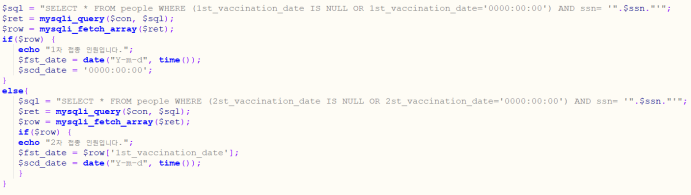 $sql = "SELECT * FROM people WHERE (1st_vaccination_date IS NULL OR 1st_vaccination_date='0000:00:00') AND ssn= '".$ssn."'";
$ret = mysqli_query($con, $sql);
$row = mysqli_fetch_array($ret);
if($row) {
echo "1차 접종 인원입니다.";
$fst_date = date("Y-m-d", time());
$scd_date = '0000:00:00';
}
else{
$sql = "SELECT * FROM people WHERE (2st_vaccination_date IS NULL OR 2st_vaccination_date='0000:00:00') AND ssn= '".$ssn."'";
$ret = mysqli_query($con, $sql);
$row = mysqli_fetch_array($ret);
if($row) {
echo "2차 접종 인원입니다.";
$fst_date = $row['1st_vaccination_date'];
$scd_date = date("Y-m-d", time());
}
}